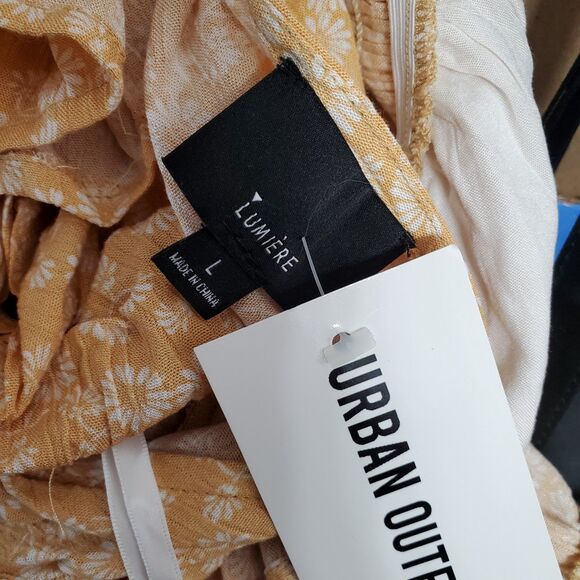 LUMIÈRE
L
MADE IN CHINA
URBAN OUTF